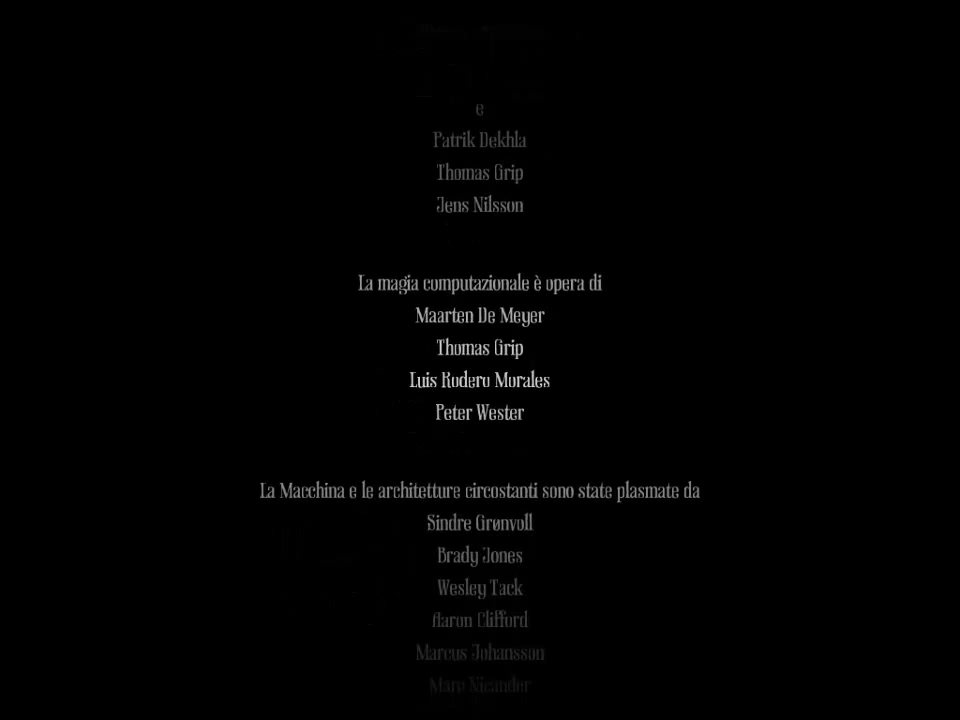 e
Patrik Dekhla
Thomas Grip
Jens Nilsson
La magia computazionale è opera di
Maarten De Meyer
Thomas Grip
Luis Rodero Morales
Peter Wester
La Macchina e le architetture circostanti sono state plasmate da
Sindre Grønvoll
Brady Jones
Wesley Tack
Aaron Clifford
Marcus Johansson
Marc Nicander